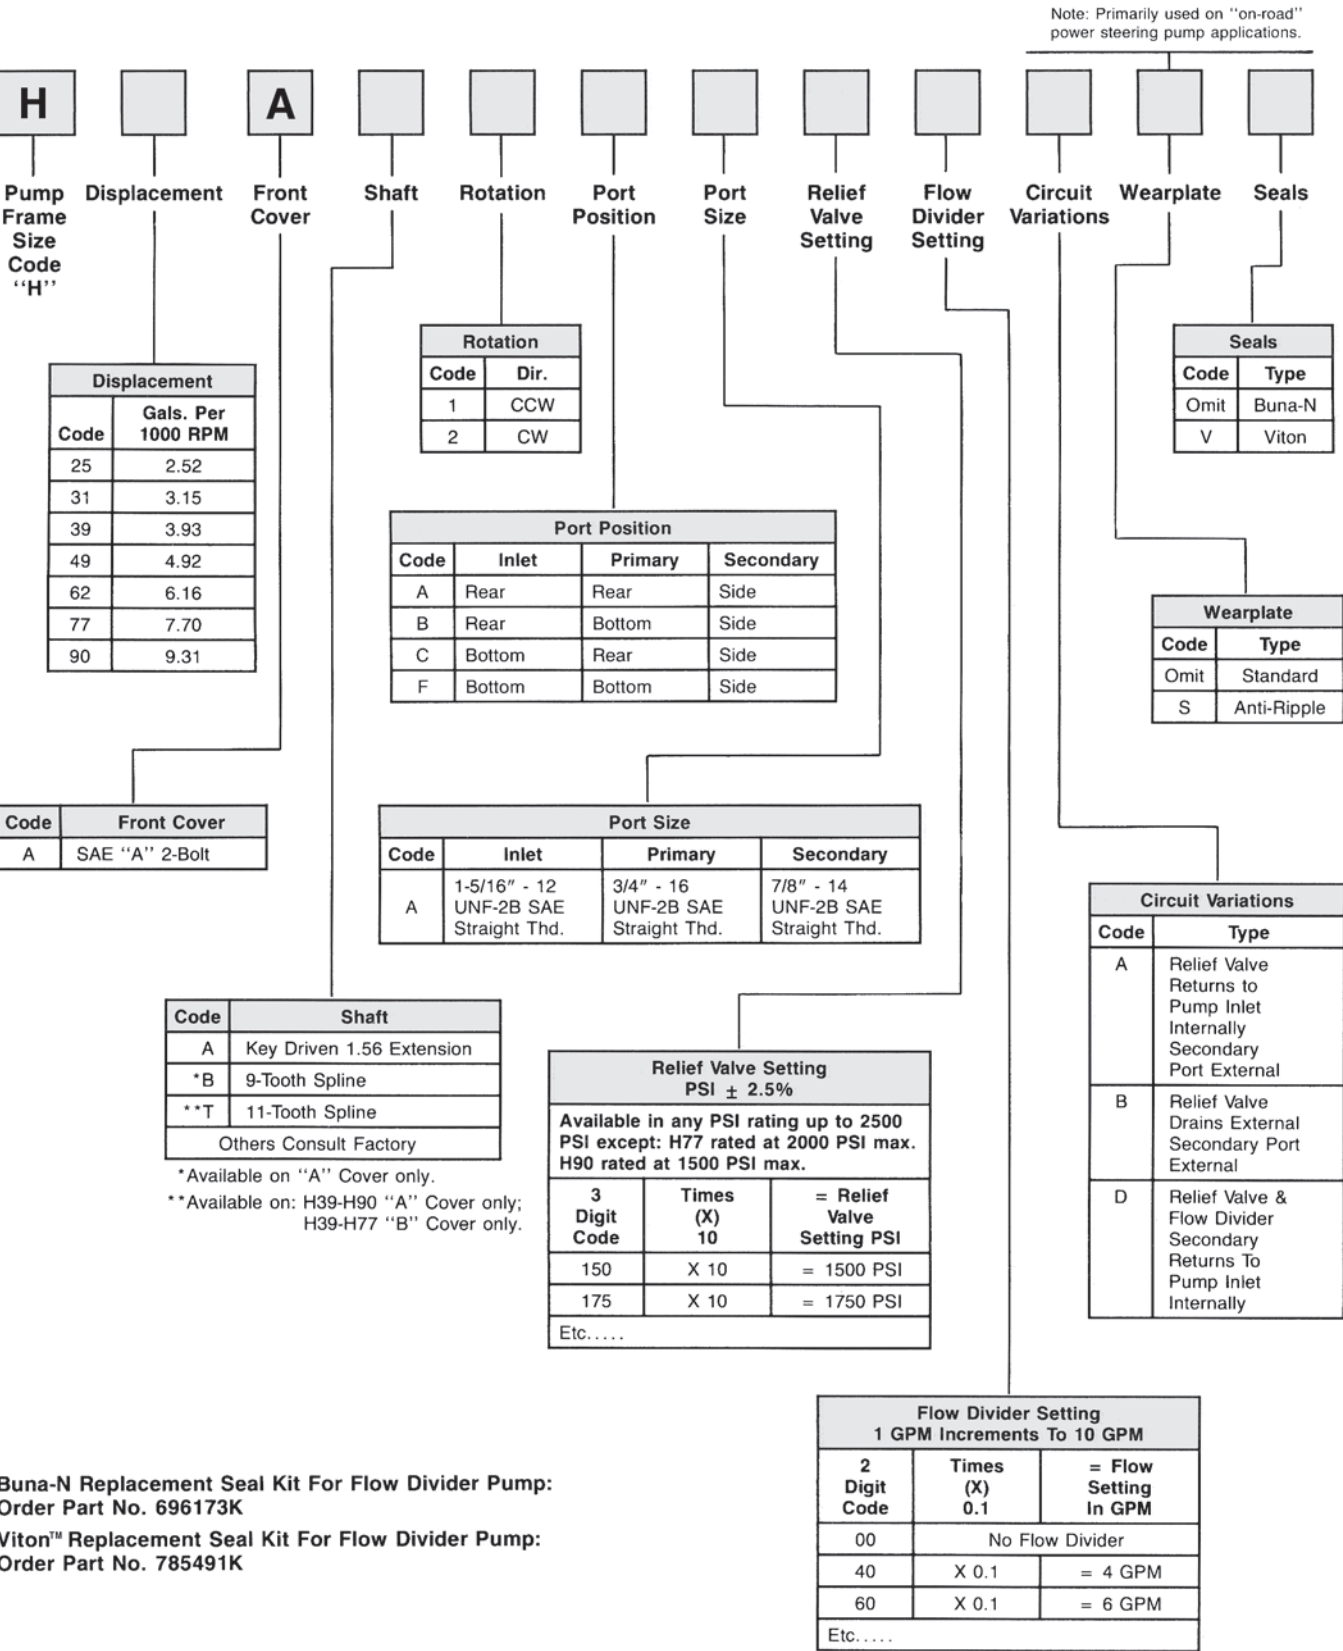 Note: Primarily used on "on-road"
power steering pump applications.
H
A
Pump
Frame
Size
Code
"H"
Displacement
Front
Cover
Shaft
Rotation
Port
Position
Port
Size
Relief
Valve
Setting
Flow
Divider
Setting
Circuit
Variations
Wearplate
Seals
Rotation
Code Dir.
1 CCW
2 CW
Seals
Code Type
Omit Buna-N
V Viton
Displacement
Code Gals. Per
1000 RPM
25 2.52
31 3.15
39 3.93
49 4.92
62 6.16
77 7.70
90 9.31
Port Position
Code Inlet Primary Secondary
A Rear Rear Side
B Rear Bottom Side
C Bottom Rear Side
F Bottom Bottom Side
Wearplate
Code Type
Omit Standard
S Anti-Ripple
Code Front Cover
A SAE "A" 2-Bolt
Port Size
Code Inlet Primary Secondary
A 1-5/16" - 12 3/4" - 16 7/8" - 14
UNF-2B SAE UNF-2B SAE UNF-2B SAE
Straight Thd. Straight Thd. Straight Thd.
Circuit Variations
Code Type
A Relief Valve
Returns to
Pump Inlet
Internally
Secondary
Port External
B Relief Valve
Drains External
Secondary Port
External
D Relief Valve &
Flow Divider
Secondary
Returns To
Pump Inlet
Internally
Code Shaft
A Key Driven 1.56 Extension
*B 9-Tooth Spline
**T 11-Tooth Spline
Others Consult Factory
*Available on "A" Cover only.
**Available on: H39-H90 "A" Cover only;
H39-H77 "B" Cover only.
Relief Valve Setting
PSI ± 2.5%
Available in any PSI rating up to 2500
PSI except: H77 rated at 2000 PSI max.
H90 rated at 1500 PSI max.
3 Times = Relief
Digit (X) Valve
Code 10 Setting PSI
150 X 10 = 1500 PSI
175 X 10 = 1750 PSI
Etc.....
Flow Divider Setting
1 GPM Increments To 10 GPM
2 Times = Flow
Digit (X) Setting
Code 0.1 In GPM
00 No Flow Divider
40 X 0.1 = 4 GPM
60 X 0.1 = 6 GPM
Etc.....
Buna-N Replacement Seal Kit For Flow Divider Pump:
Order Part No. 696173K
Viton™ Replacement Seal Kit For Flow Divider Pump:
Order Part No. 785491K